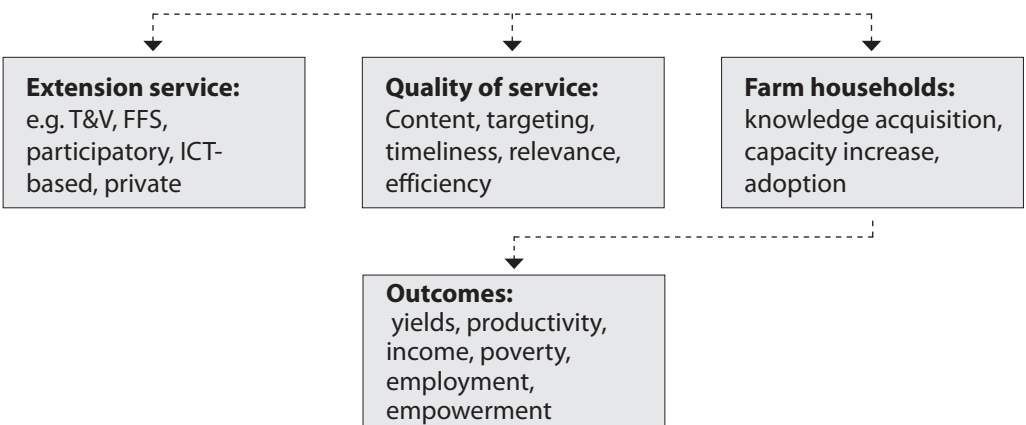 Extension service:
e.g. T&V, FFS,
participatory, ICT-
based, private
Quality of service:
Content, targeting,
timeliness, relevance,
efficiency
Farm households:
knowledge acquisition,
capacity increase,
adoption
Outcomes:
yields, productivity,
income, poverty,
employment,
empowerment